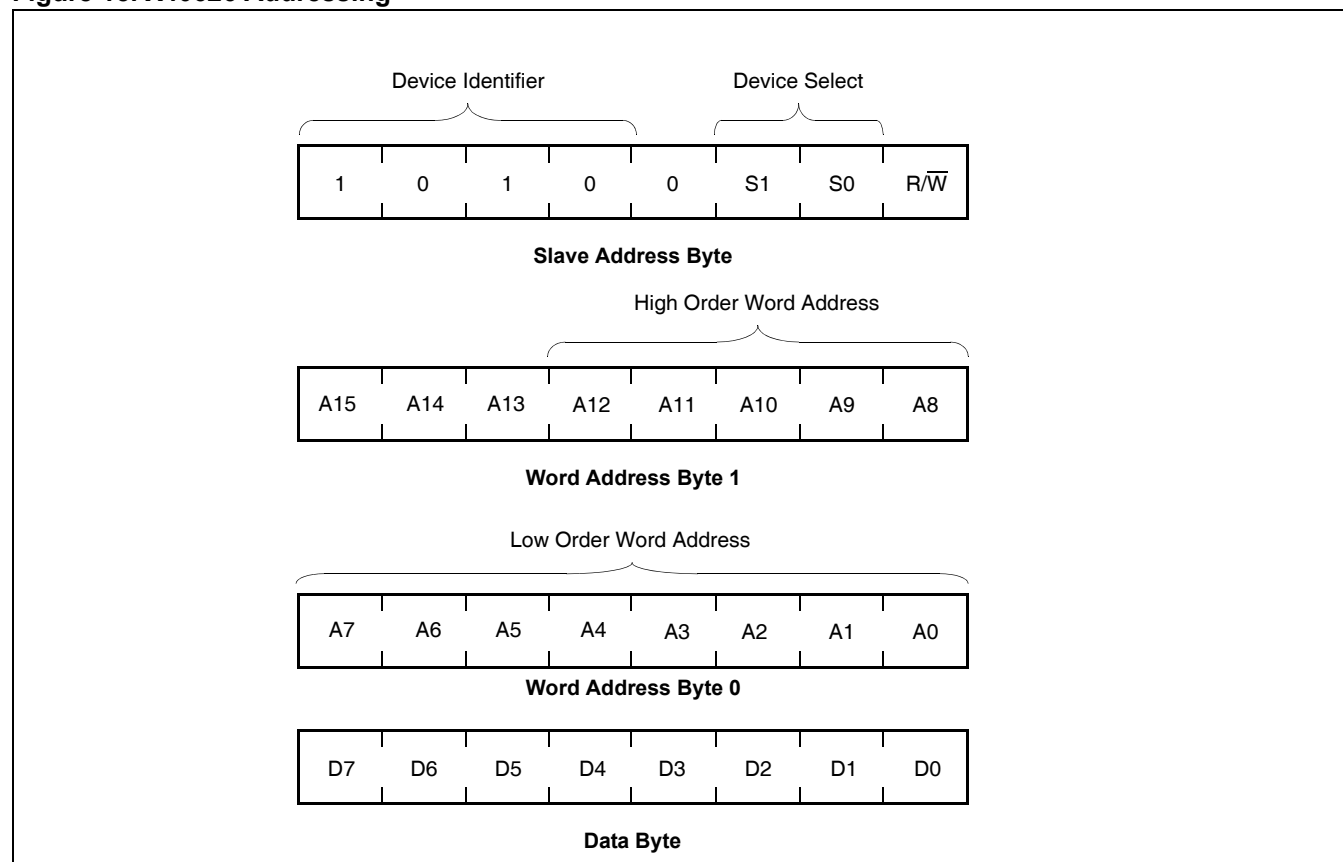 Device Identifier Device Select
1 0 1 0 0 S1 S0 R/W̅
Slave Address Byte
High Order Word Address
A15 A14 A13 A12 A11 A10 A9 A8
Word Address Byte 1
Low Order Word Address
A7 A6 A5 A4 A3 A2 A1 A0
Word Address Byte 0
D7 D6 D5 D4 D3 D2 D1 D0
Data Byte